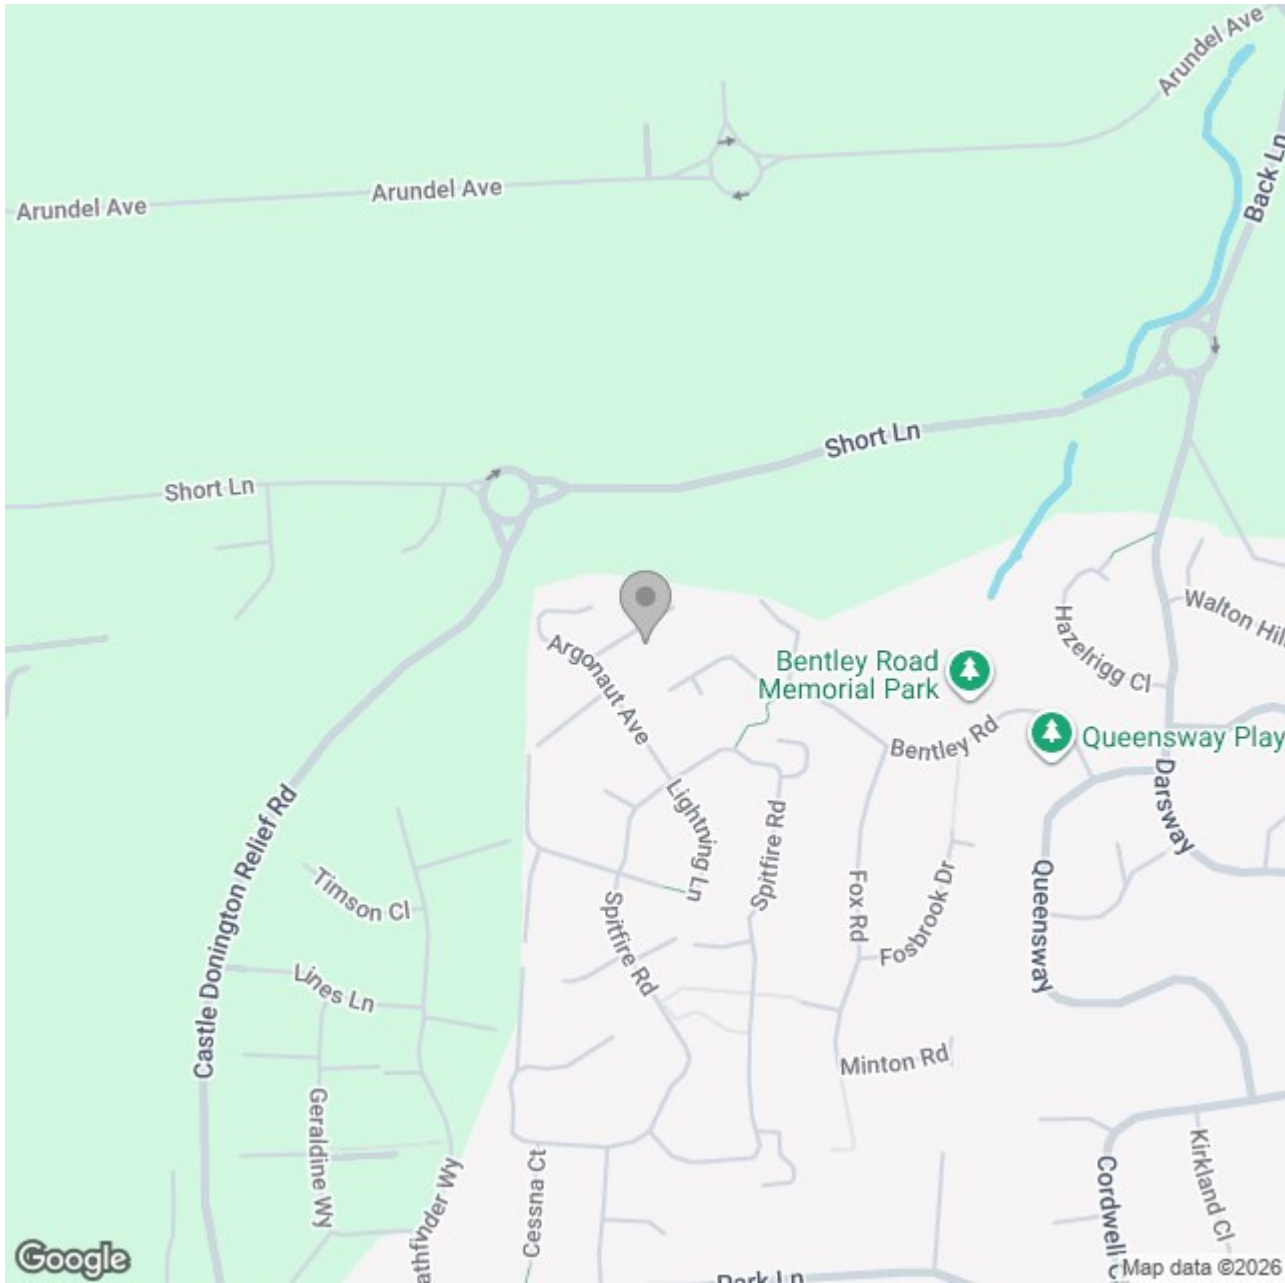 Arundel Ave
Arundel Ave
Arundel Ave
Back Ln
Short Ln
Short Ln
Walton Hil
Hazelrigg Cl
Argonaut Ave
Bentley Road
Memorial Park
Bentley Rd
Queensway Play
Darsway
Lightning Ln
Spitfire Rd
Castle Donington Relief Rd
Timson Cl
Fox Rd
Fosbrook Dr
Queensway
Spitfire Rd
Lines Ln
Minton Rd
Geraldine Wy
Kirkland Cl
Cordwell C
athfinder Wy
Cessna Ct
Park Ln
Google
Map data ©2026